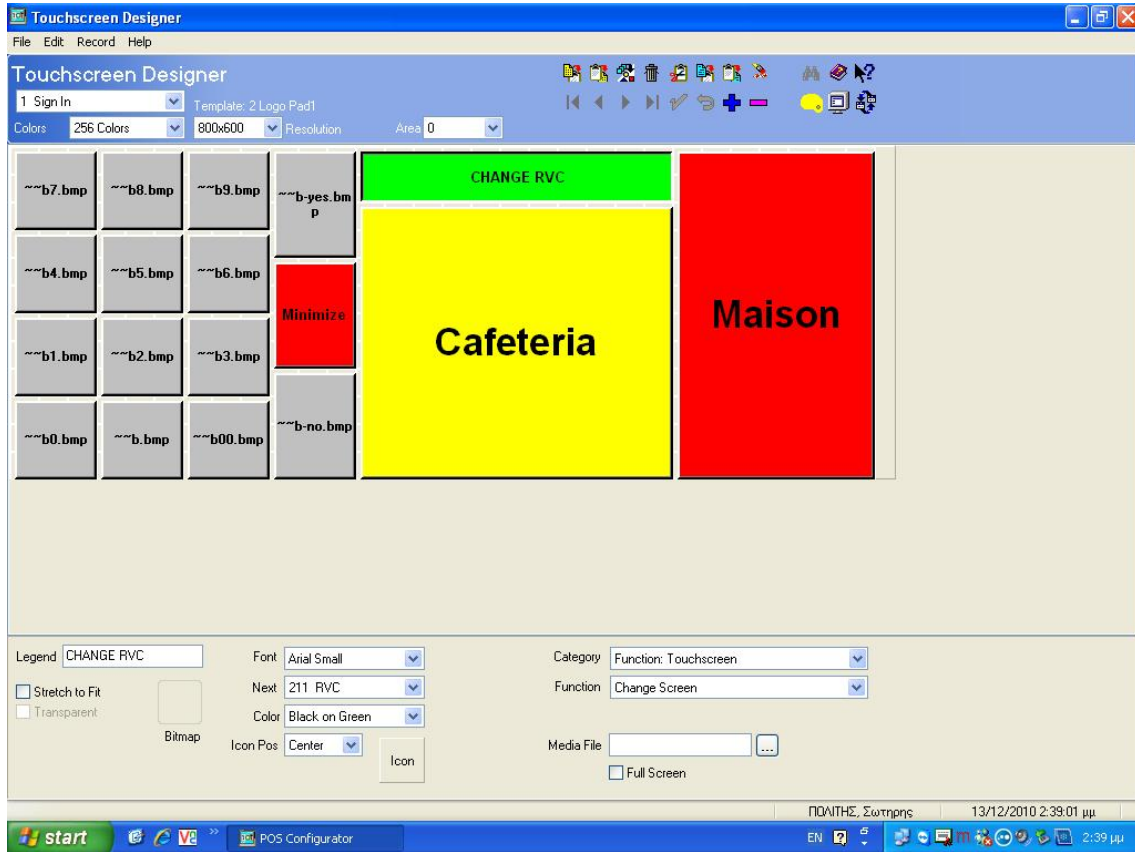 Touchscreen Designer
File Edit Record Help
Touchscreen Designer
1 Sign In
Template: 2 Logo Pad1
Colors 256 Colors 800x600 Resolution Area 0
~~b7.bmp ~~b8.bmp ~~b9.bmp ~~b-yes.bm
p
CHANGE RVC
~~b4.bmp ~~b5.bmp ~~b6.bmp
Minimize
Cafeteria
Maison
~~b1.bmp ~~b2.bmp ~~b3.bmp
~~b0.bmp ~~b.bmp ~~b00.bmp ~~b-no.bmp
Legend CHANGE RVC
Font Arial Small
Category Function: Touchscreen
Stretch to Fit
Next 211 RVC
Function Change Screen
Transparent
Color Black on Green
Bitmap
Icon Pos Center
Icon
Media File
...
Full Screen
ΠΟΛΙΤΗΣ, Σωτηρης 13/12/2010 2:39:01 μμ
start
V2
»
POS Configurator
EN
2:39 μμ